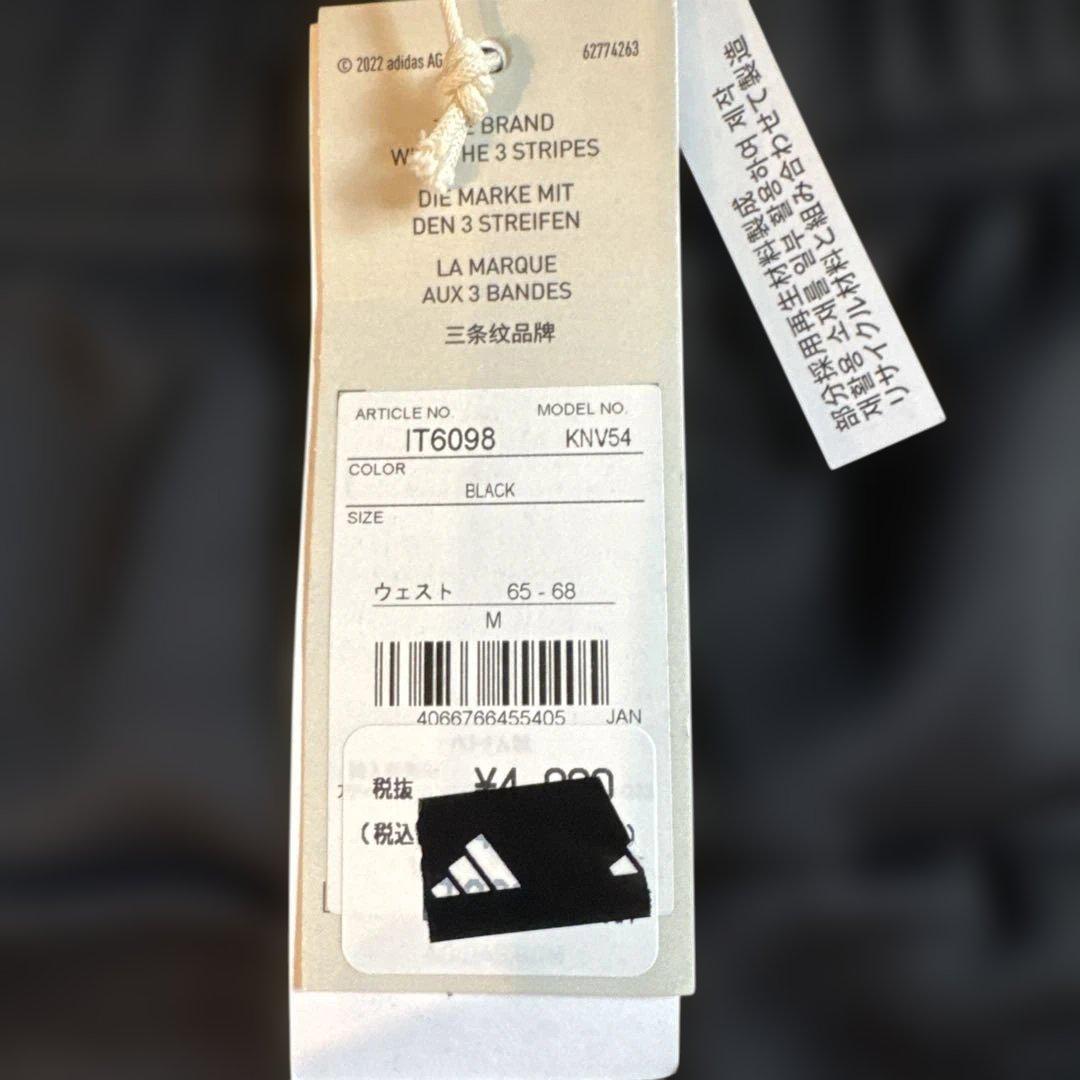 © 2022 adidas AG
62774263
BRAND
HE 3 STRIPES
DIE MARKE MIT
DEN 3 STREIFEN
LA MARQUE
AUX 3 BANDES
三条纹品牌
ARTICLE NO. MODEL NO.
IT6098 KNV54
COLOR
BLACK
SIZE
ウェスト 65 - 68
M
4066766455405 JAN
税抜
(税込
部分採用再生材料製成
재활용 소재를 일부 활용하여 제작
リサイクル材料と組み合わせて製造